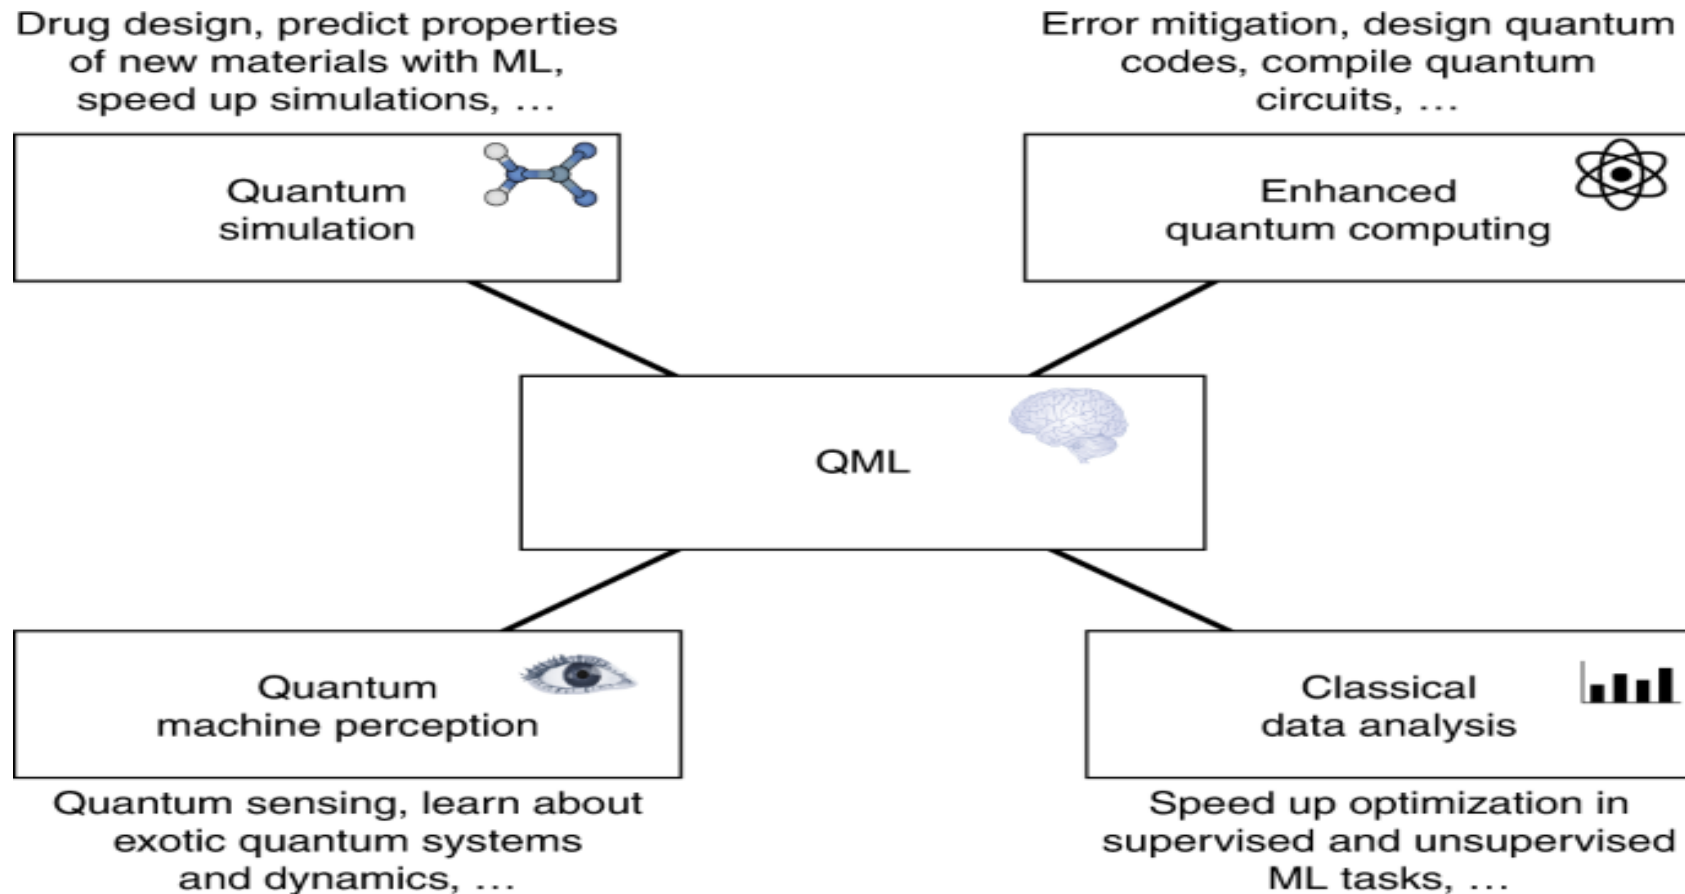 Drug design, predict properties
of new materials with ML,
speed up simulations, …
Quantum
simulation
Error mitigation, design quantum
codes, compile quantum
circuits, …
Enhanced
quantum computing
QML
Quantum
machine perception
Quantum sensing, learn about
exotic quantum systems
and dynamics, …
Classical
data analysis
Speed up optimization in
supervised and unsupervised
ML tasks, …